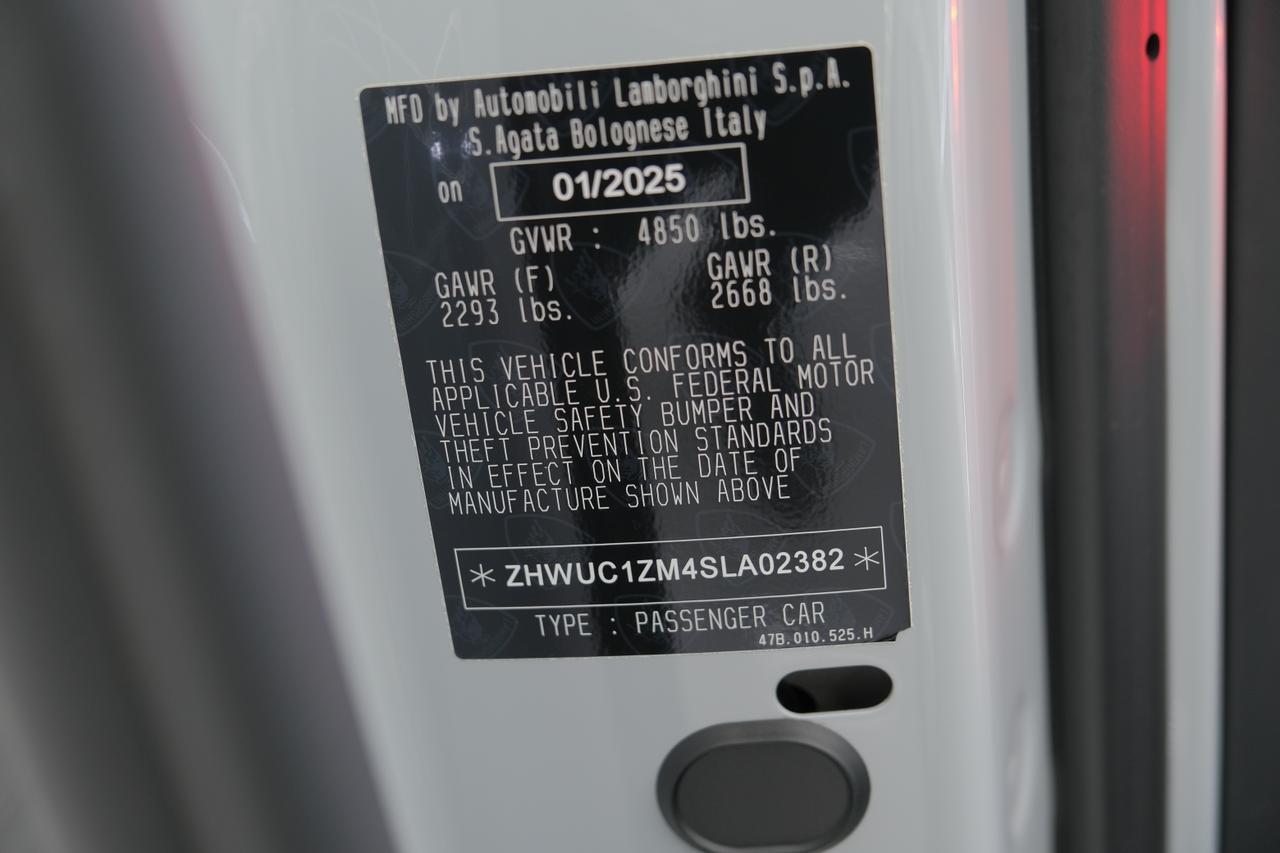 MFD by Automobili Lamborghini S.p.A.
S.Agata Bolognese Italy
on 01/2025
GVWR : 4850 lbs.
GAWR (F) GAWR (R)
2293 lbs. 2668 lbs.
THIS VEHICLE CONFORMS TO ALL
APPLICABLE U.S. FEDERAL MOTOR
VEHICLE SAFETY BUMPER AND
THEFT PREVENTION STANDARDS
IN EFFECT ON THE DATE OF
MANUFACTURE SHOWN ABOVE
* ZHWUC1ZM4SLA02382 *
TYPE : PASSENGER CAR
47B.010.525.H